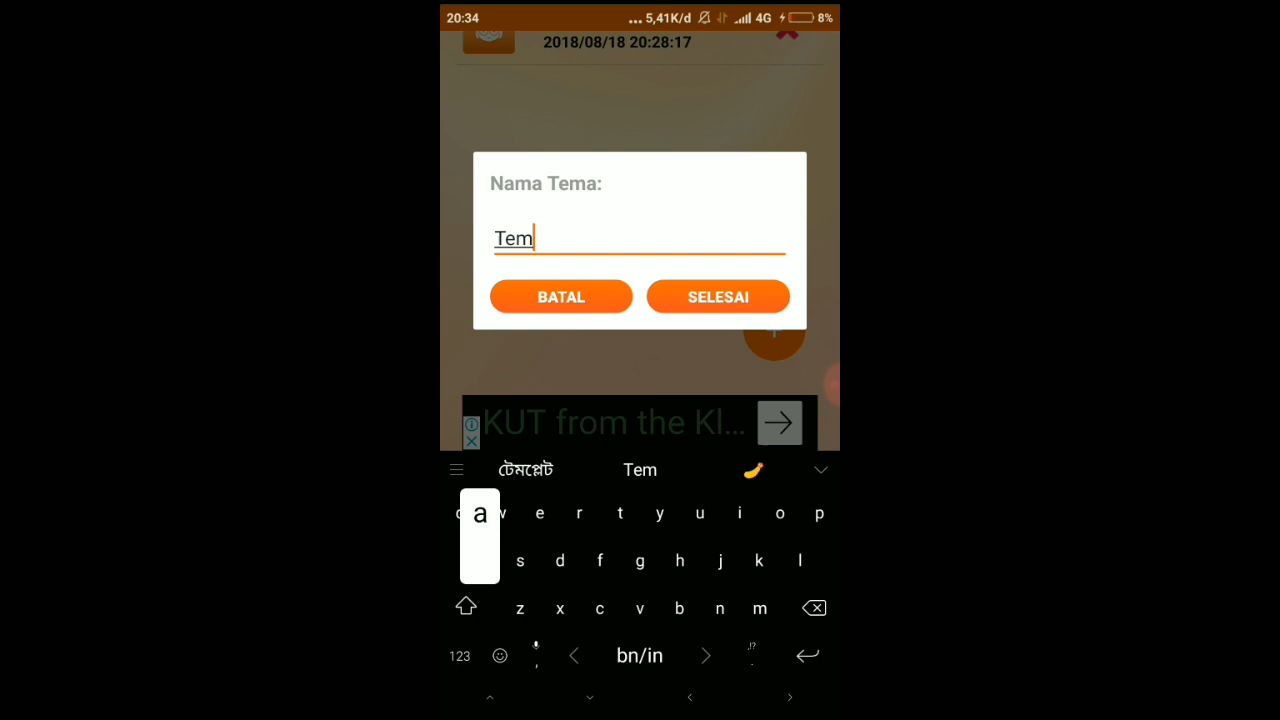 20:34 ... 5,41K/d 4G 8%
2018/08/18 20:28:17
Nama Tema:
Tem
BATAL SELESAI
KUT from the Kl...
টেমপ্লেট Tem
a w e r t y u i o p
s d f g h j k l
z x c v b n m
123 , bn/in .,!?